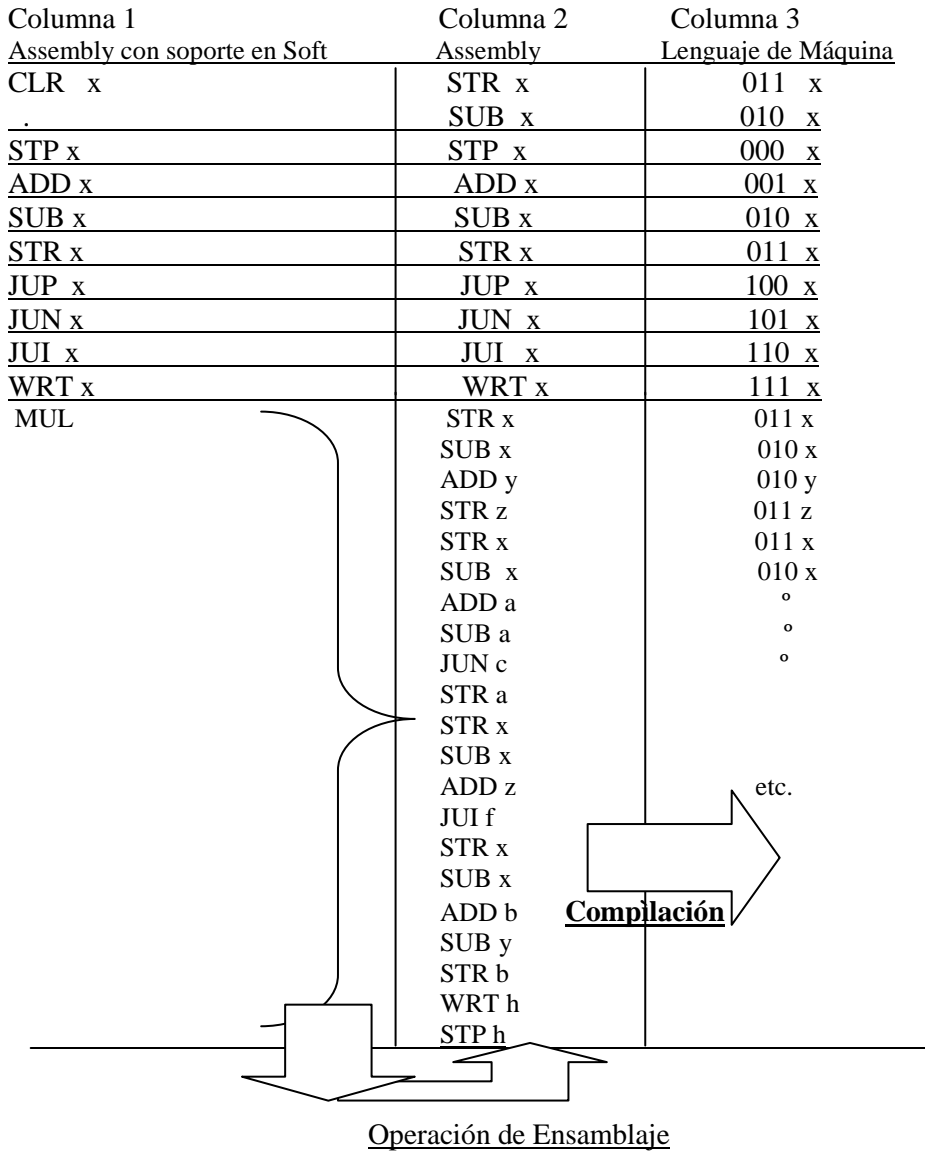 Columna 1 Columna 2 Columna 3
Assembly con soporte en Soft Assembly Lenguaje de Máquina
CLR x STR x 011 x
. SUB x 010 x
STP x STP x 000 x
ADD x ADD x 001 x
SUB x SUB x 010 x
STR x STR x 011 x
JUP x JUP x 100 x
JUN x JUN x 101 x
JUI x JUI x 110 x
WRT x WRT x 111 x
MUL STR x 011 x
SUB x 010 x
ADD y 010 y
STR z 011 z
STR x 011 x
SUB x 010 x
ADD a º
SUB a º
JUN c º
STR a
STR x
SUB x
ADD z etc.
JUI f
STR x
SUB x
ADD b Compìlación
SUB y
STR b
WRT h
STP h
Operación de Ensamblaje